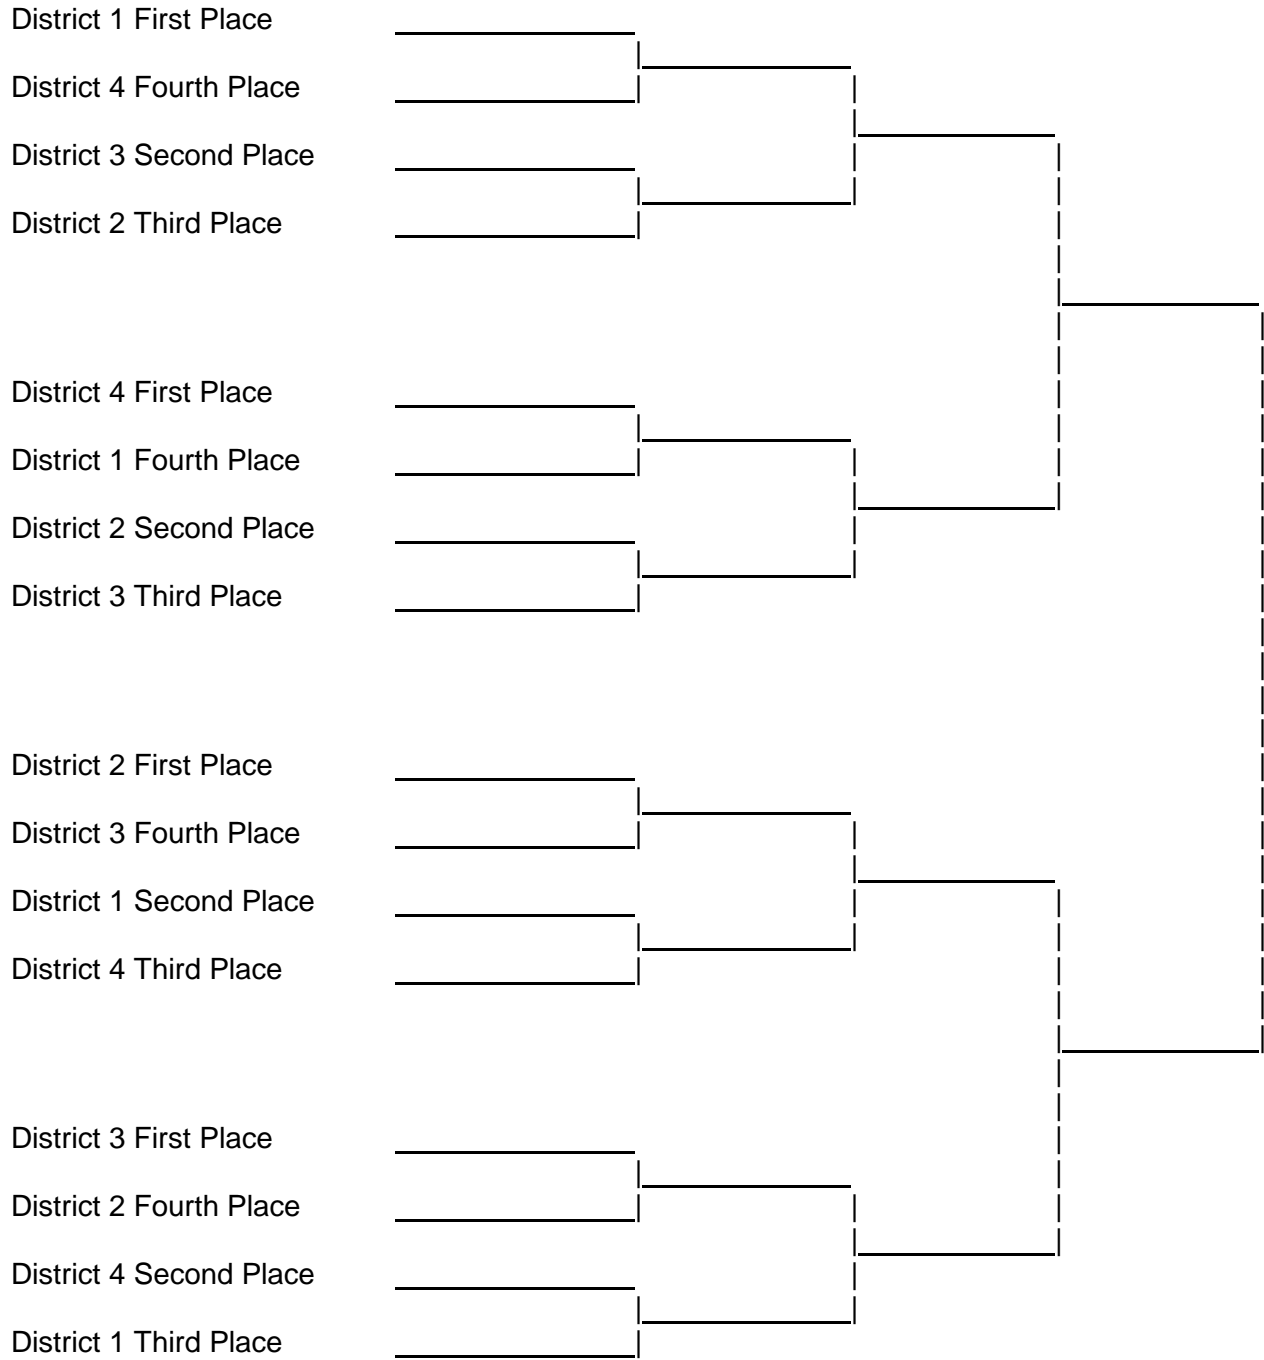 District 1 First Place
District 4 Fourth Place
District 3 Second Place
District 2 Third Place
District 4 First Place
District 1 Fourth Place
District 2 Second Place
District 3 Third Place
District 2 First Place
District 3 Fourth Place
District 1 Second Place
District 4 Third Place
District 3 First Place
District 2 Fourth Place
District 4 Second Place
District 1 Third Place